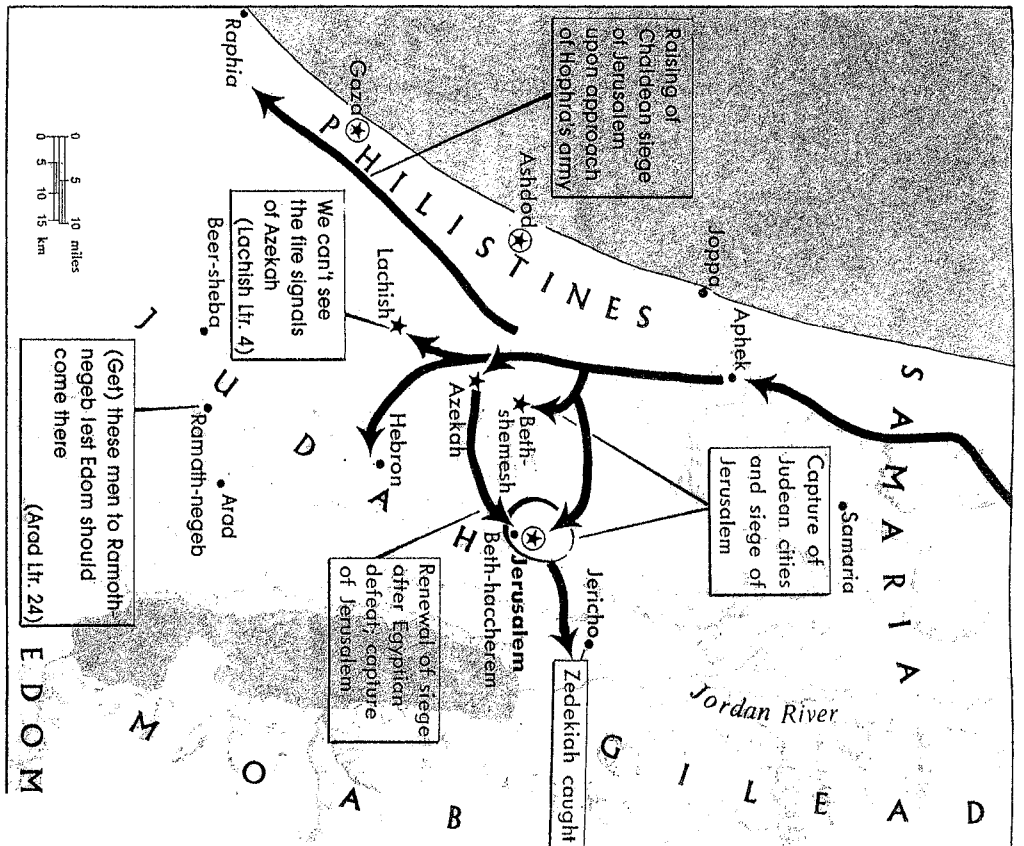 Raising of
Chaldean siege
of Jerusalem
upon approach
of Hophra's army
Raphia
Gaza
PHILISTINES
Ashdod
Joppa
Aphek
SAMARIA
Samaria
Capture of
Judean cities
and siege of
Jerusalem
We can't see
the fire signals
of Azekah
(Lachish Ltr. 4)
Lachish
Azekah
Beth-
shemesh
Hebron
Jerusalem
Beth-haccherem
Jericho
Zedekiah caught
Jordan River
GILEAD
Renewal of siege
after Egyptian
defeat; capture
of Jerusalem
JUDAH
Beer-sheba
Ramath-negeb
Arad
(Get) these men to Ramoth-
negeb lest Edom should
come there
(Arad Ltr. 24)
EDOM
MOAB
0 5 10 miles
0 5 10 15 km